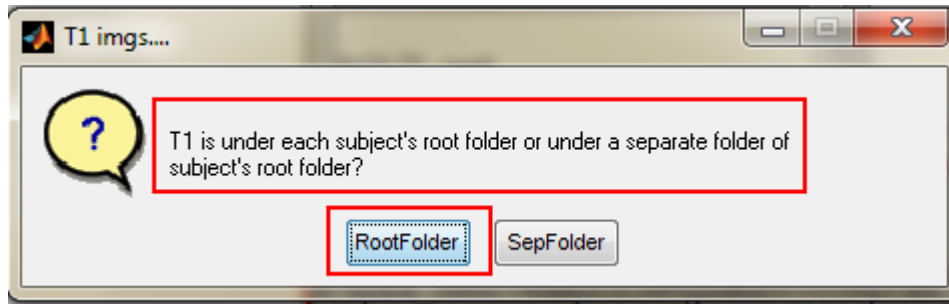 T1 imgs....
?
T1 is under each subject's root folder or under a separate folder of
subject's root folder?
RootFolder
SepFolder